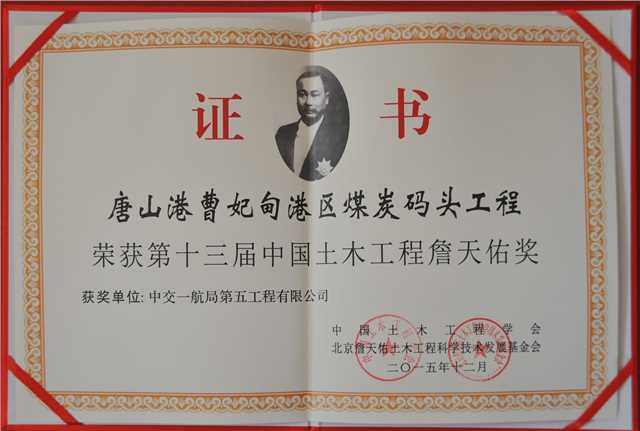 证书
唐山港曹妃甸港区煤炭码头工程
荣获第十三届中国土木工程詹天佑奖
获奖单位:中交一航局第五工程有限公司
中国土木工程学会
北京詹天佑土木工程科学技术发展基金会
二〇一五年十二月